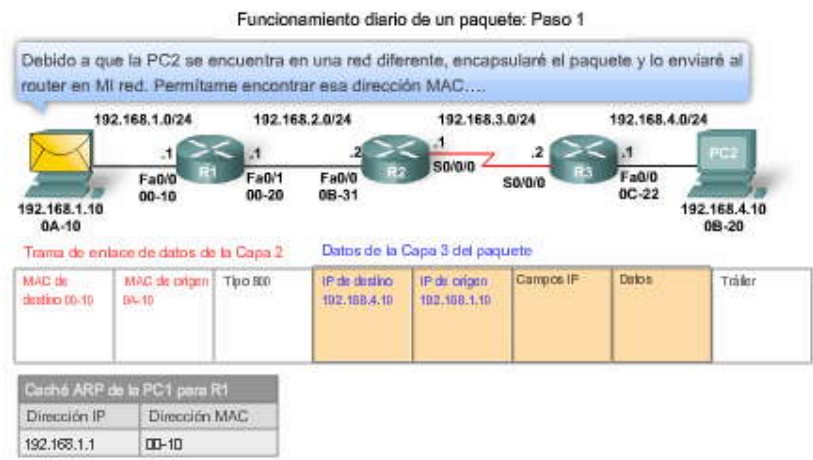 Funcionamiento diario de un paquete: Paso 1
Debido a que la PC2 se encuentra en una red diferente, encapsularé el paquete y lo enviaré al
router en MI red. Permítame encontrar esa dirección MAC....
192.168.1.0/24 192.168.2.0/24 192.168.3.0/24 192.168.4.0/24
.1 R1 .1 .2 R2 .1 .2 R3 .1 PC2
Fa0/0 Fa0/1 Fa0/0 S0/0/0 S0/0/0 Fa0/0
00-10 00-20 0B-31 0C-22
192.168.1.10 192.168.4.10
0A-10 0B-20
Trama de enlace de datos de la Capa 2 Datos de la Capa 3 del paquete
MAC de MAC de origen Tipo 800 IP de destino IP de origen Campos IP Datos Tráiler
destino 00-10 0A-10 192.168.4.10 192.168.1.10
Caché ARP de la PC1 para R1
Dirección IP Dirección MAC
192.168.1.1 00-10